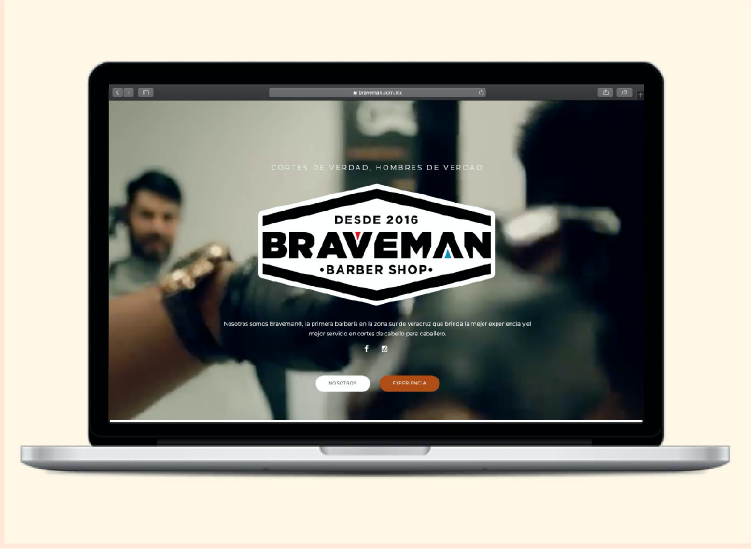 braveman.com.mx
CORTES DE VERDAD, HOMBRES DE VERDAD
DESDE 2016
BRAVEMAN
•BARBER SHOP•
Nosotros somos Braveman®, la primera barbería en la zona sur de veracruz que brinda la mejor experiencia y el
mejor servicio en cortes de cabello para caballero.
NOSOTROS
EXPERIENCIA